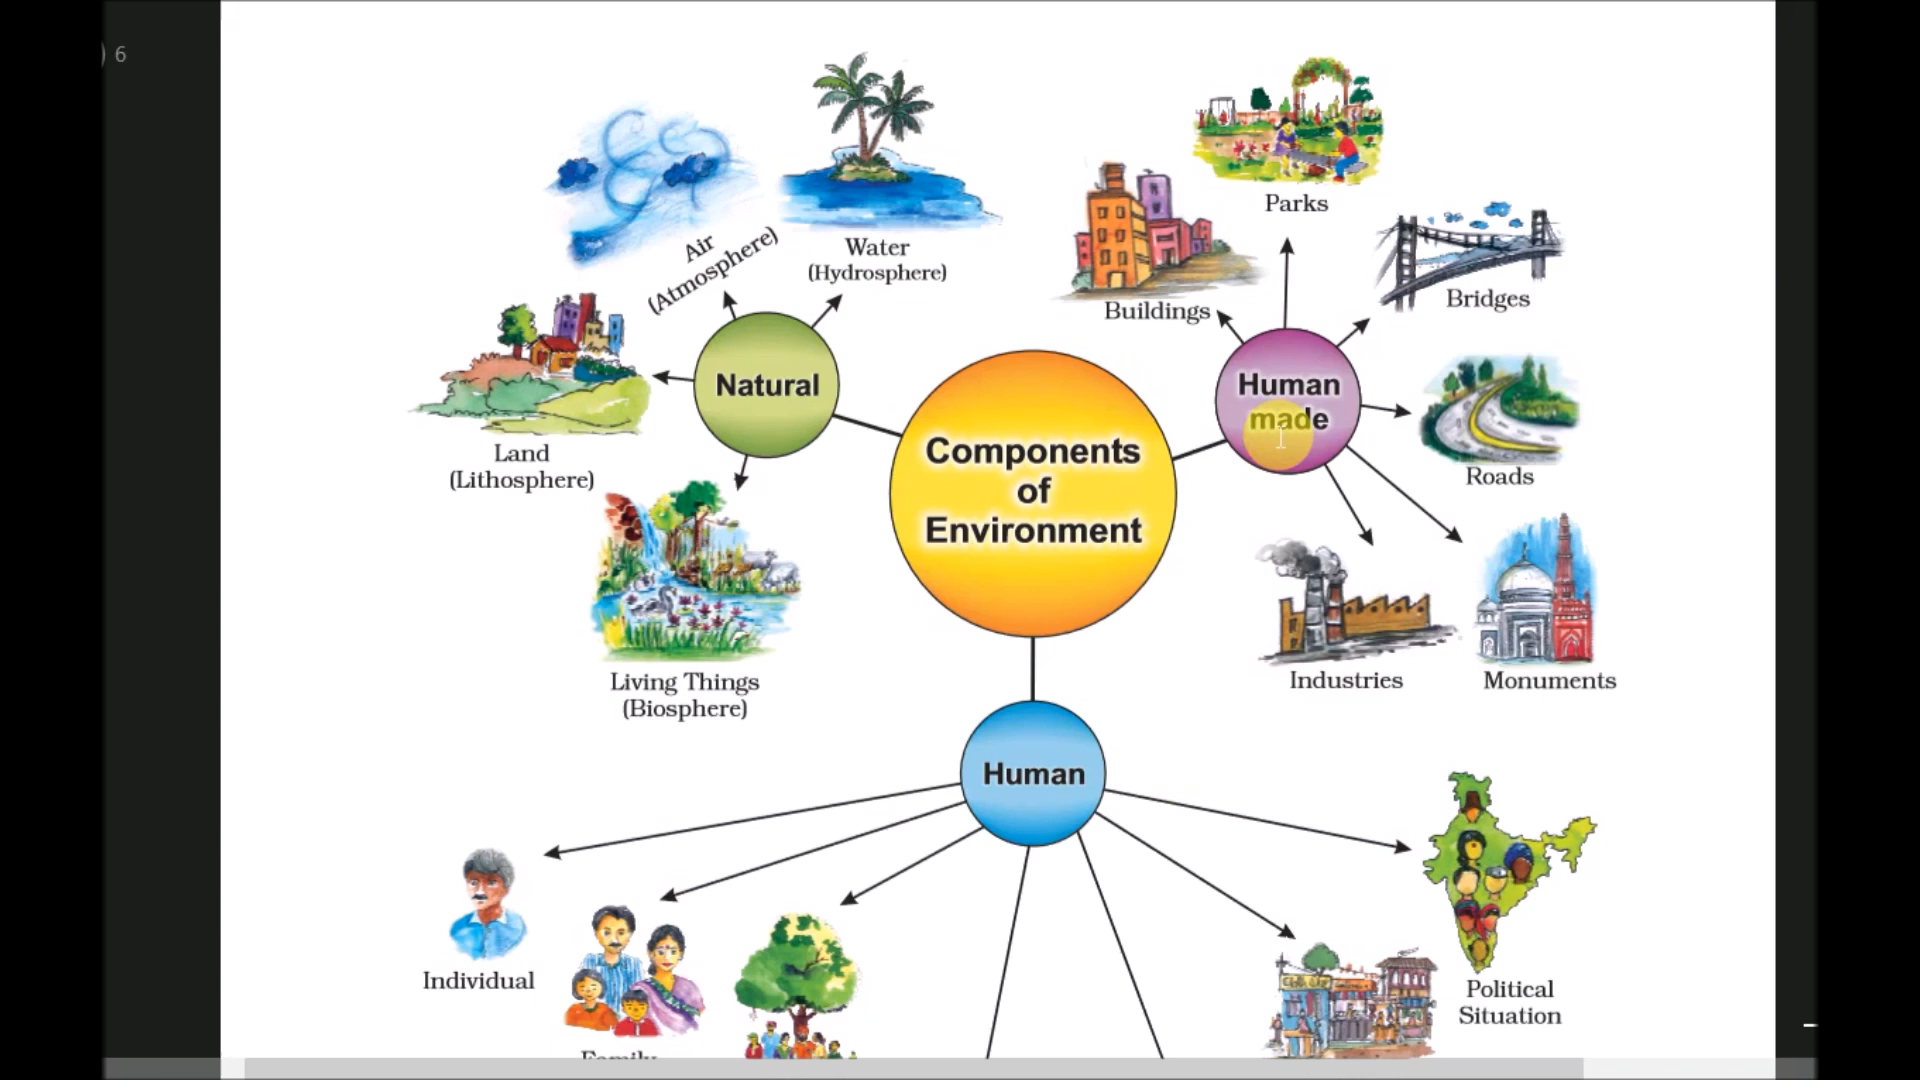 ) 6
Air
(Atmosphere)
Water
(Hydrosphere)
Parks
Buildings
Bridges
Natural
Human
made
Land
(Lithosphere)
Components
of
Environment
Roads
Living Things
(Biosphere)
Industries
Monuments
Human
Individual
Family
Political
Situation